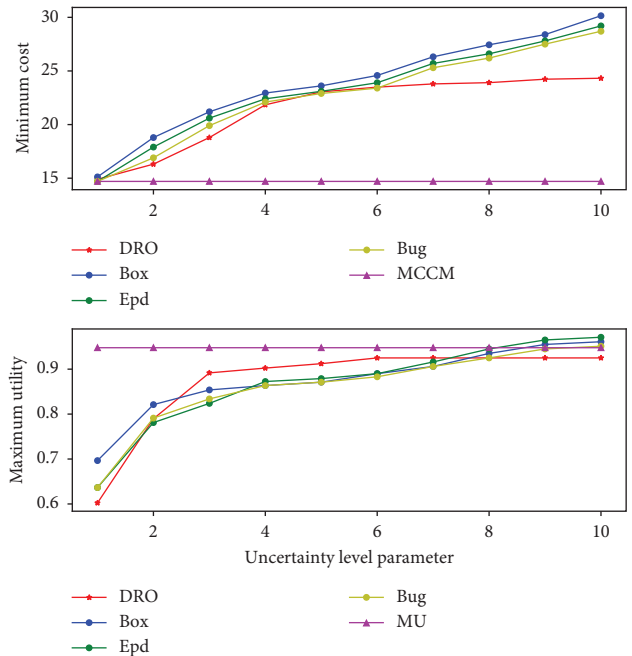 Minimum cost
30
25
20
15
2 4 6 8 10
DRO Bug
Box MCCM
Epd
Maximum utility
0.9
0.8
0.7
0.6
2 4 6 8 10
Uncertainty level parameter
DRO Bug
Box MU
Epd